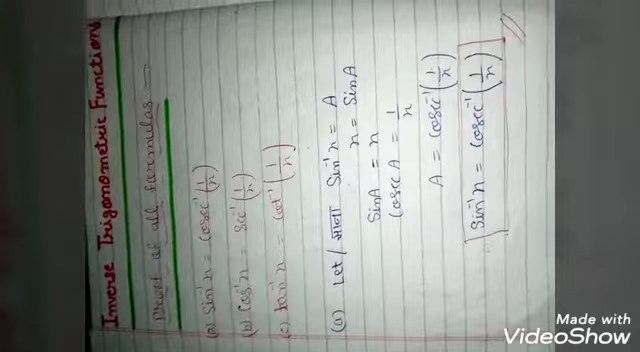 Inverse Trigonometric Functions
Proof of all formulas —
(a) Sin⁻¹x = Cosec⁻¹(1/x)
(b) Cos⁻¹x = Sec⁻¹(1/x)
(c) tan⁻¹x = Cot⁻¹(1/x)
(a) Let/माना Sin⁻¹x = A
x = SinA
SinA = x
CosecA = 1/x
A = Cosec⁻¹(1/x)
Sin⁻¹x = Cosec⁻¹(1/x)
Made with
VideoShow